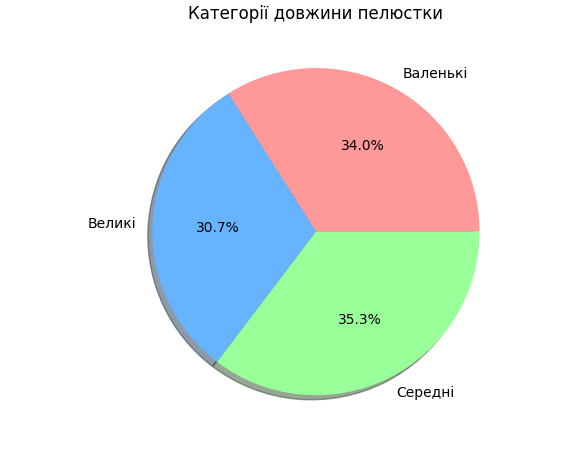 Категорії довжини пелюстки
Валенькі
34.0%
Великі
30.7%
35.3%
Середні